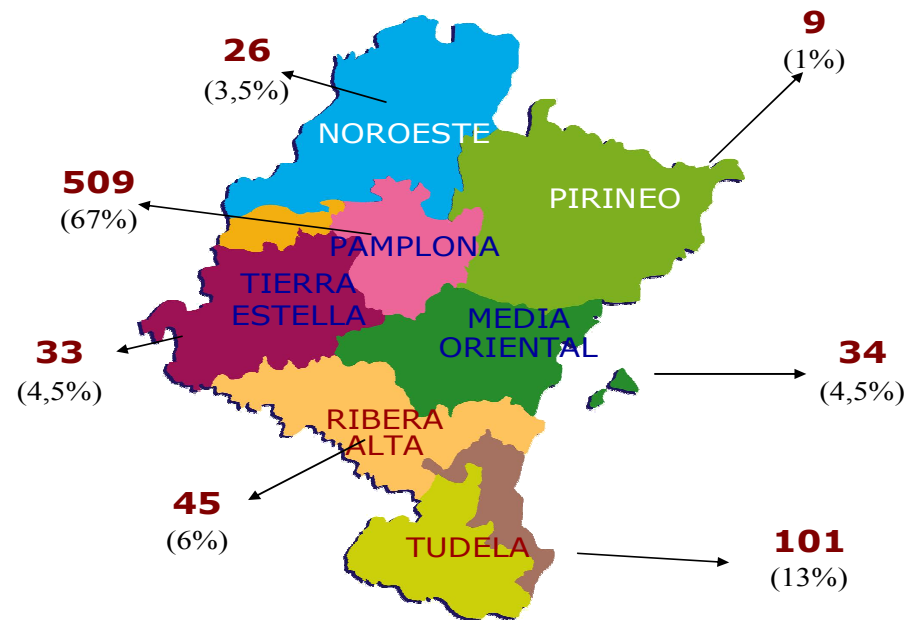 26
(3,5%)
9
(1%)
NOROESTE
509
(67%)
PIRINEO
PAMPLONA
TIERRA
ESTELLA
MEDIA
ORIENTAL
33
(4,5%)
34
(4,5%)
RIBERA
ALTA
45
(6%)
TUDELA
101
(13%)